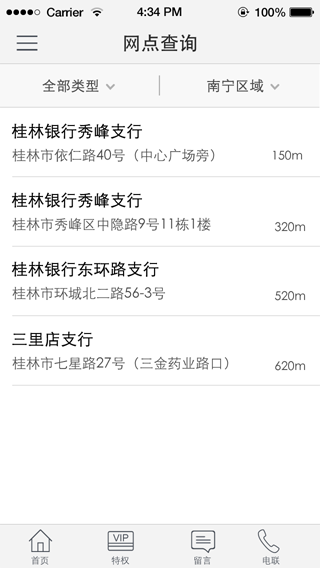 Carrier 4:34 PM 100%
网点查询
全部类型 南宁区域
桂林银行秀峰支行
桂林市依仁路40号（中心广场旁） 150m
桂林银行秀峰支行
桂林市秀峰区中隐路9号11栋1楼 320m
桂林银行东环路支行
桂林市环城北二路56-3号 520m
三里店支行
桂林市七星路27号（三金药业路口） 620m
VIP
首页 特权 留言 电联